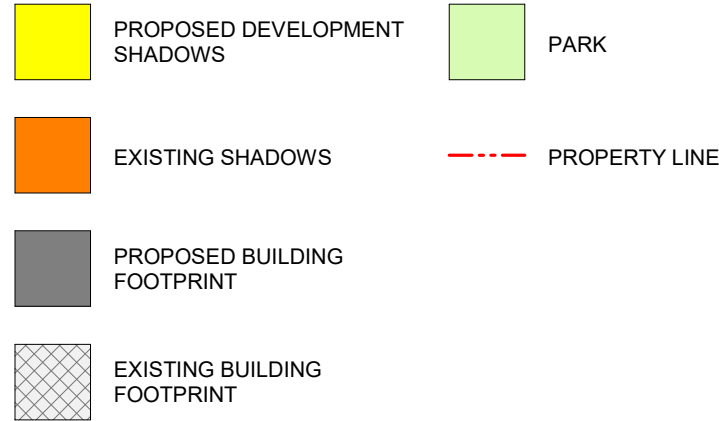 PROPOSED DEVELOPMENT
SHADOWS
EXISTING SHADOWS
PROPOSED BUILDING
FOOTPRINT
EXISTING BUILDING
FOOTPRINT
PARK
PROPERTY LINE